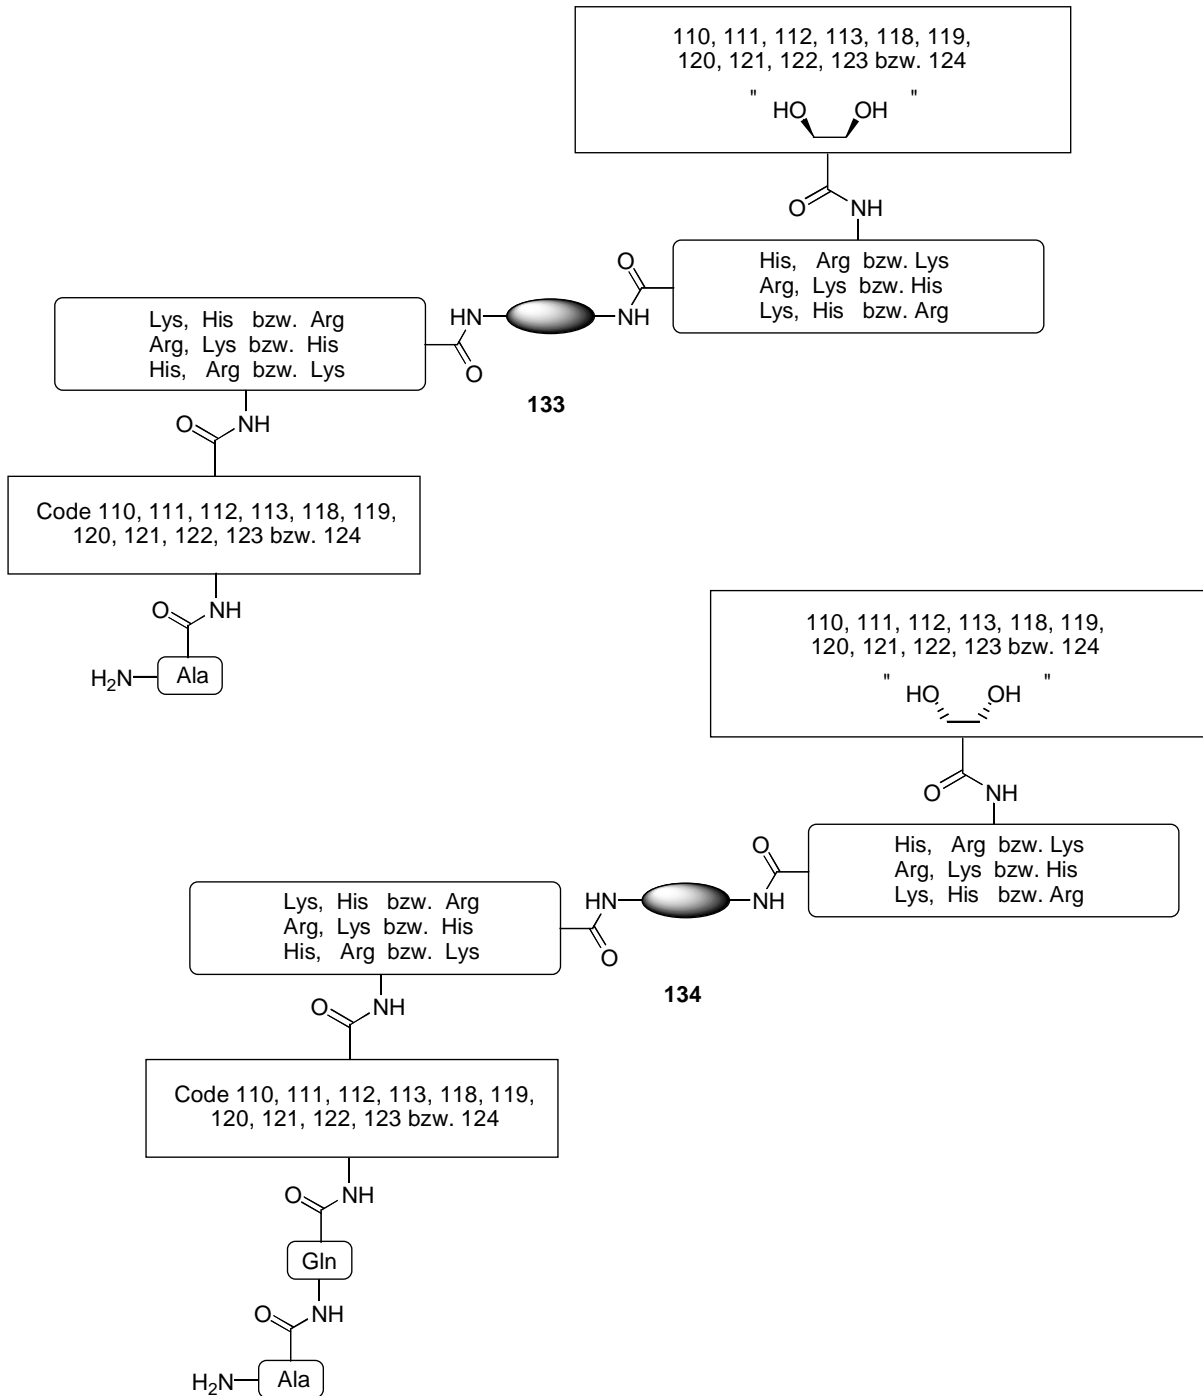 110, 111, 112, 113, 118, 119,
120, 121, 122, 123 bzw. 124
" HO OH "
O NH
His, Arg bzw. Lys
Arg, Lys bzw. His
Lys, His bzw. Arg
O
HN NH
Lys, His bzw. Arg
Arg, Lys bzw. His
His, Arg bzw. Lys
O
133
O NH
Code 110, 111, 112, 113, 118, 119,
120, 121, 122, 123 bzw. 124
O NH
H2N Ala
110, 111, 112, 113, 118, 119,
120, 121, 122, 123 bzw. 124
" HO OH "
O NH
His, Arg bzw. Lys
Arg, Lys bzw. His
Lys, His bzw. Arg
O
HN NH
Lys, His bzw. Arg
Arg, Lys bzw. His
His, Arg bzw. Lys
O
134
O NH
Code 110, 111, 112, 113, 118, 119,
120, 121, 122, 123 bzw. 124
O NH
Gln
O NH
H2N Ala